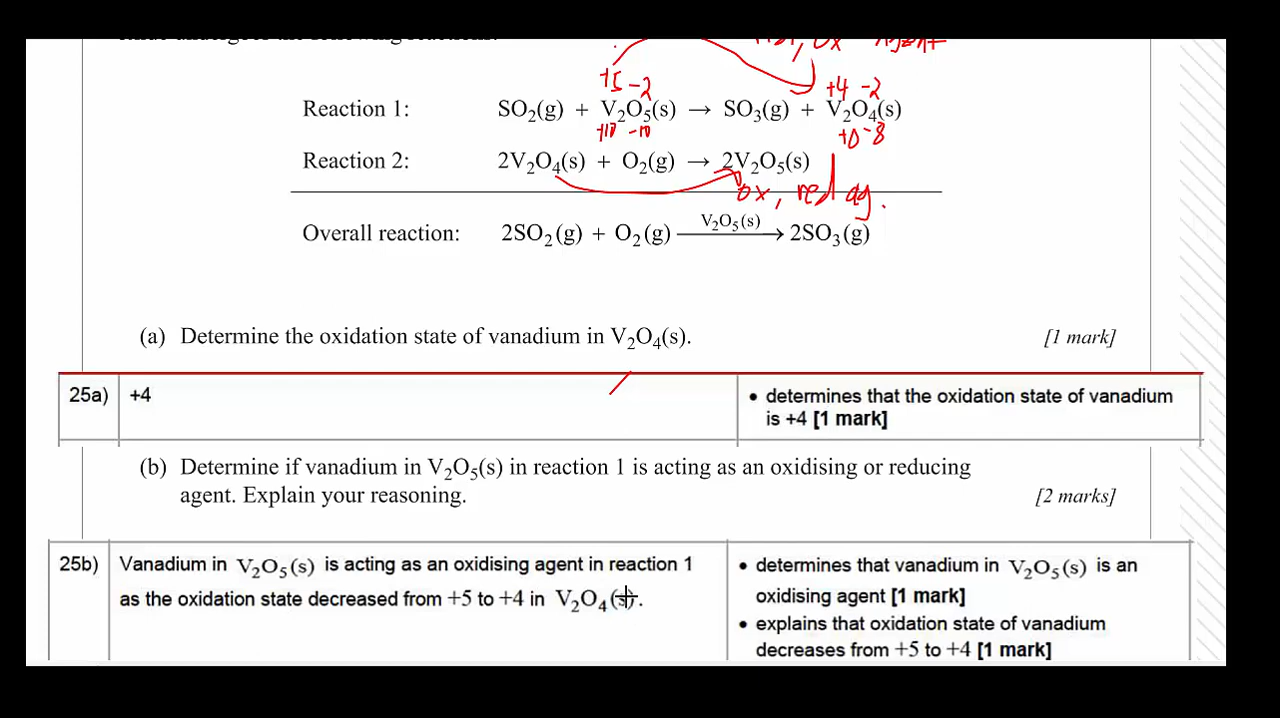 +5 -2
+4 -2
Reaction 1: SO₂(g) + V₂O₅(s) → SO₃(g) + V₂O₄(s)
+10 -10
-8
Reaction 2: 2V₂O₄(s) + O₂(g) → 2V₂O₅(s)
ox, red ag.
V₂O₅(s)
Overall reaction: 2SO₂(g) + O₂(g) → 2SO₃(g)
(a) Determine the oxidation state of vanadium in V₂O₄(s). [1 mark]
25a) +4
• determines that the oxidation state of vanadium
is +4 [1 mark]
(b) Determine if vanadium in V₂O₅(s) in reaction 1 is acting as an oxidising or reducing
agent. Explain your reasoning. [2 marks]
25b) Vanadium in V₂O₅(s) is acting as an oxidising agent in reaction 1
as the oxidation state decreased from +5 to +4 in V₂O₄(s).
• determines that vanadium in V₂O₅(s) is an
oxidising agent [1 mark]
• explains that oxidation state of vanadium
decreases from +5 to +4 [1 mark]